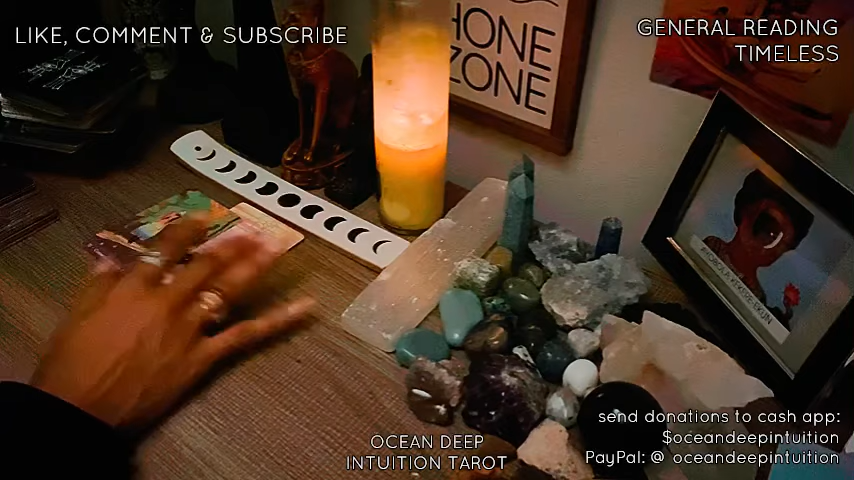 LIKE, COMMENT & SUBSCRIBE
GENERAL READING
TIMELESS
HONE
ZONE
send donations to cash app:
$oceandeepintuition
PayPal: @ oceandeepintuition
OCEAN DEEP
INTUITION TAROT